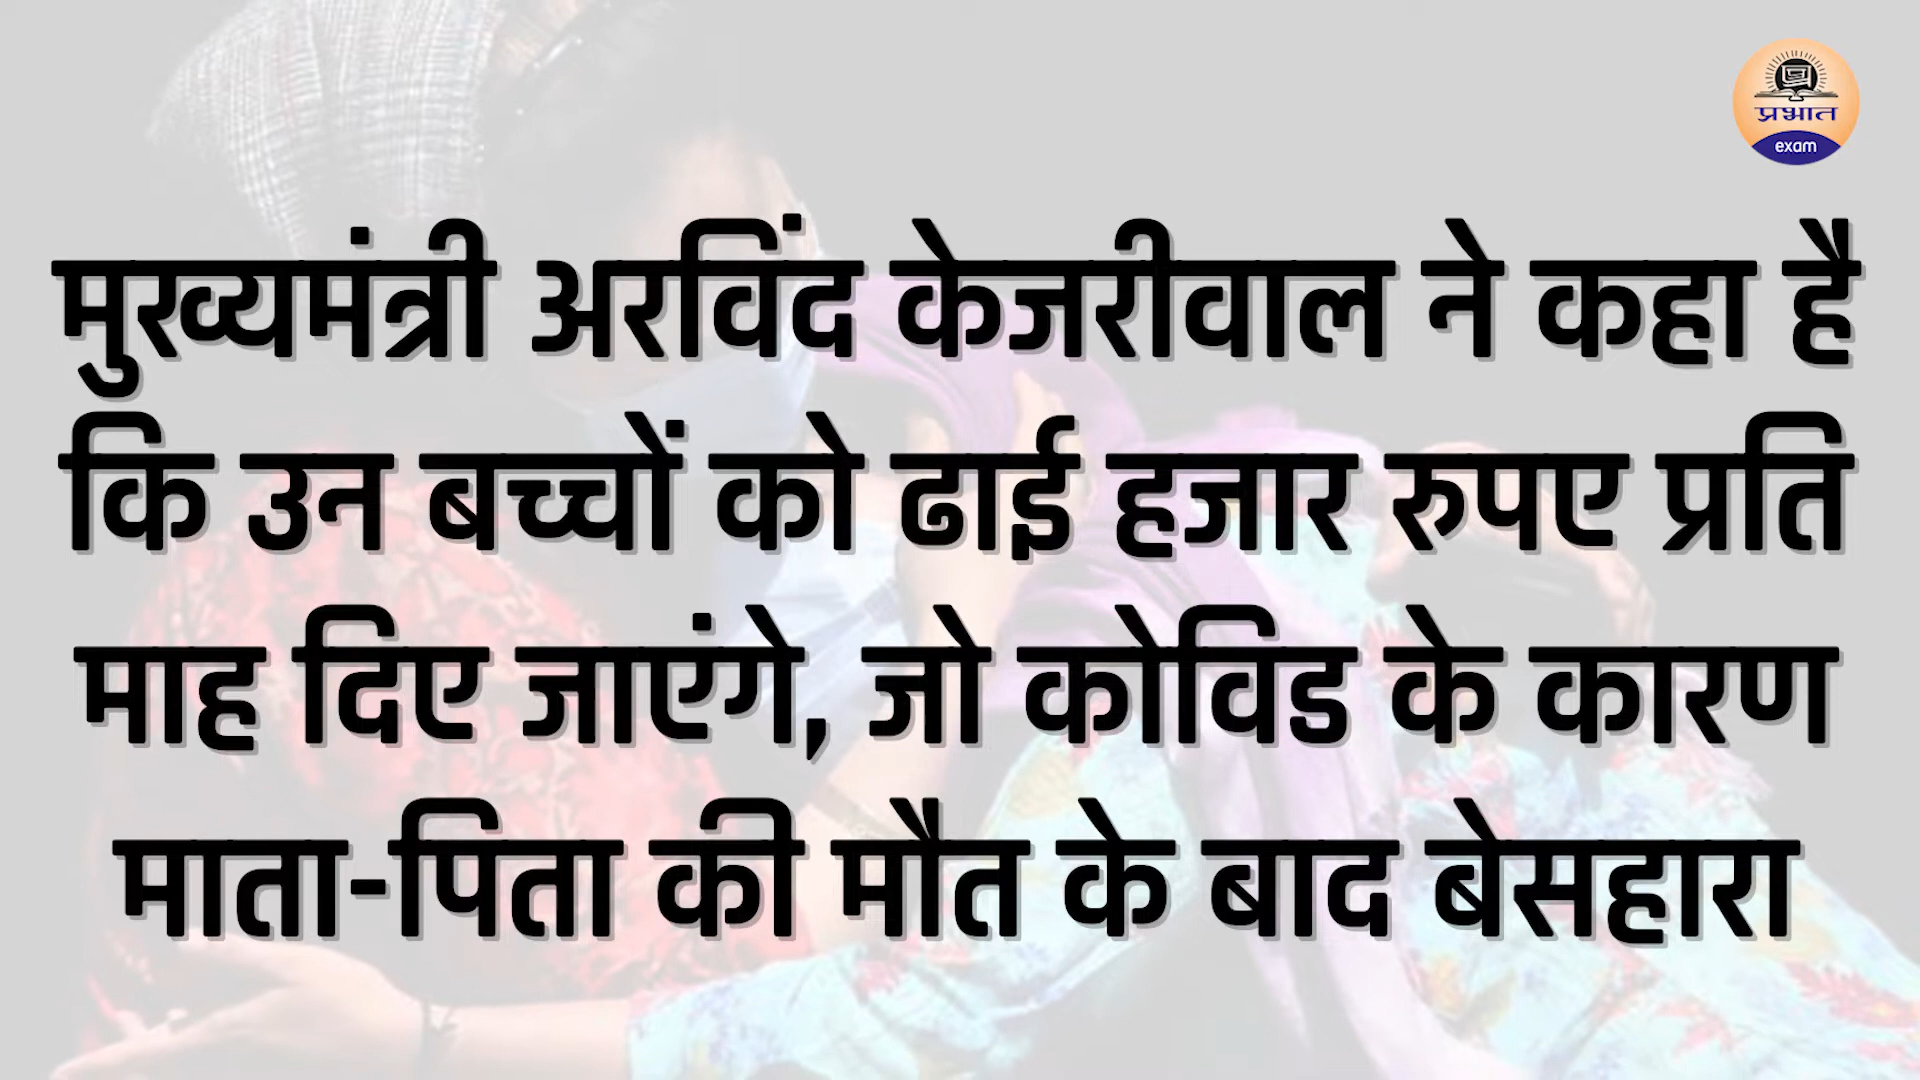 प्रभात
exam
मुख्यमंत्री अरविंद केजरीवाल ने कहा है
कि उन बच्चों को ढाई हजार रुपए प्रति
माह दिए जाएंगे, जो कोविड के कारण
माता-पिता की मौत के बाद बेसहारा